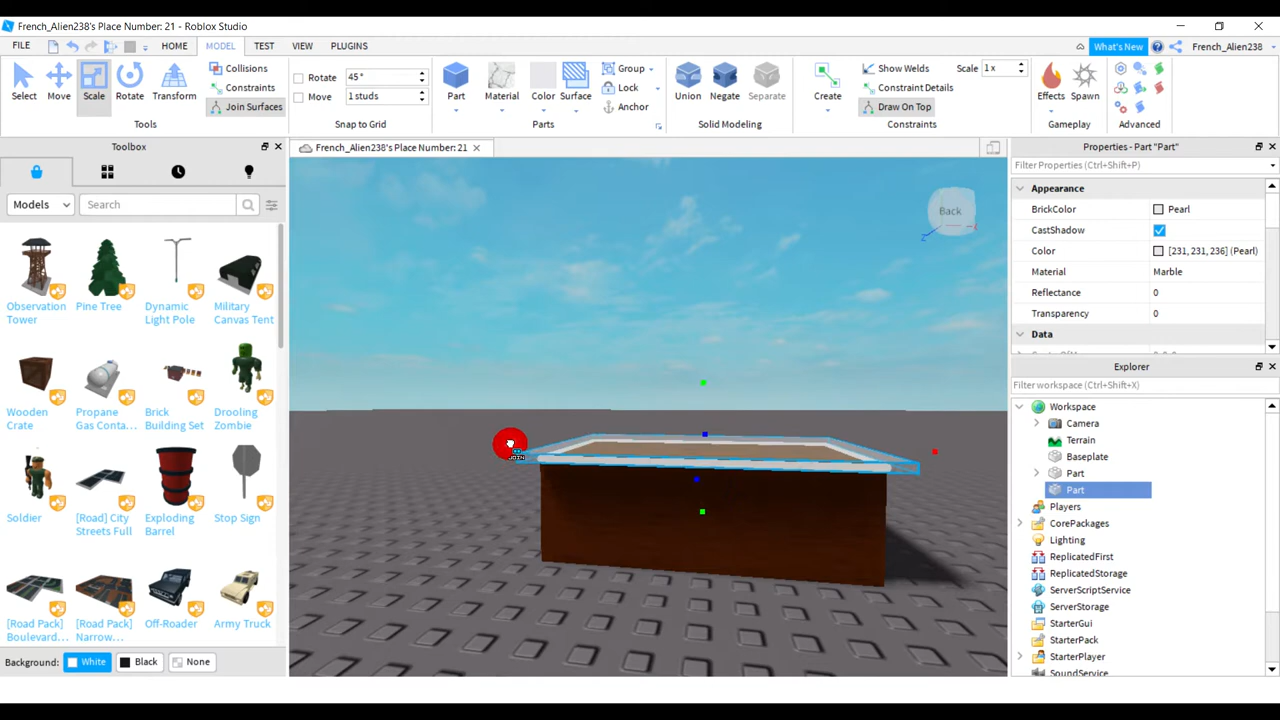 French_Alien238's Place Number: 21 - Roblox Studio
FILE HOME MODEL TEST VIEW PLUGINS What's New French_Alien238
Select Move Scale Rotate Transform
Collisions
Constraints
Join Surfaces
Tools
Rotate 45°
Move 1 studs
Snap to Grid
Part Material Color Surface
Group
Lock
Anchor
Parts
Union Negate Separate
Solid Modeling
Create
Show Welds Scale 1 x
Constraint Details
Draw On Top
Constraints
Effects Spawn
Gameplay
Advanced
Toolbox
French_Alien238's Place Number: 21
Models Search
Observation Tower
Pine Tree
Dynamic Light Pole
Military Canvas Tent
Wooden Crate
Propane Gas Conta...
Brick Building Set
Drooling Zombie
Soldier
[Road] City Streets Full
Exploding Barrel
Stop Sign
[Road Pack] Boulevard...
[Road Pack] Narrow...
Off-Roader
Army Truck
Background: White Black None
Back
Z
JOIN
Properties - Part "Part"
Filter Properties (Ctrl+Shift+P)
Appearance
BrickColor Pearl
CastShadow
Color [231, 231, 236] (Pearl)
Material Marble
Reflectance 0
Transparency 0
Data
Explorer
Filter workspace (Ctrl+Shift+X)
Workspace
Camera
Terrain
Baseplate
Part
Part
Players
CorePackages
Lighting
ReplicatedFirst
ReplicatedStorage
ServerScriptService
ServerStorage
StarterGui
StarterPack
StarterPlayer
SoundService